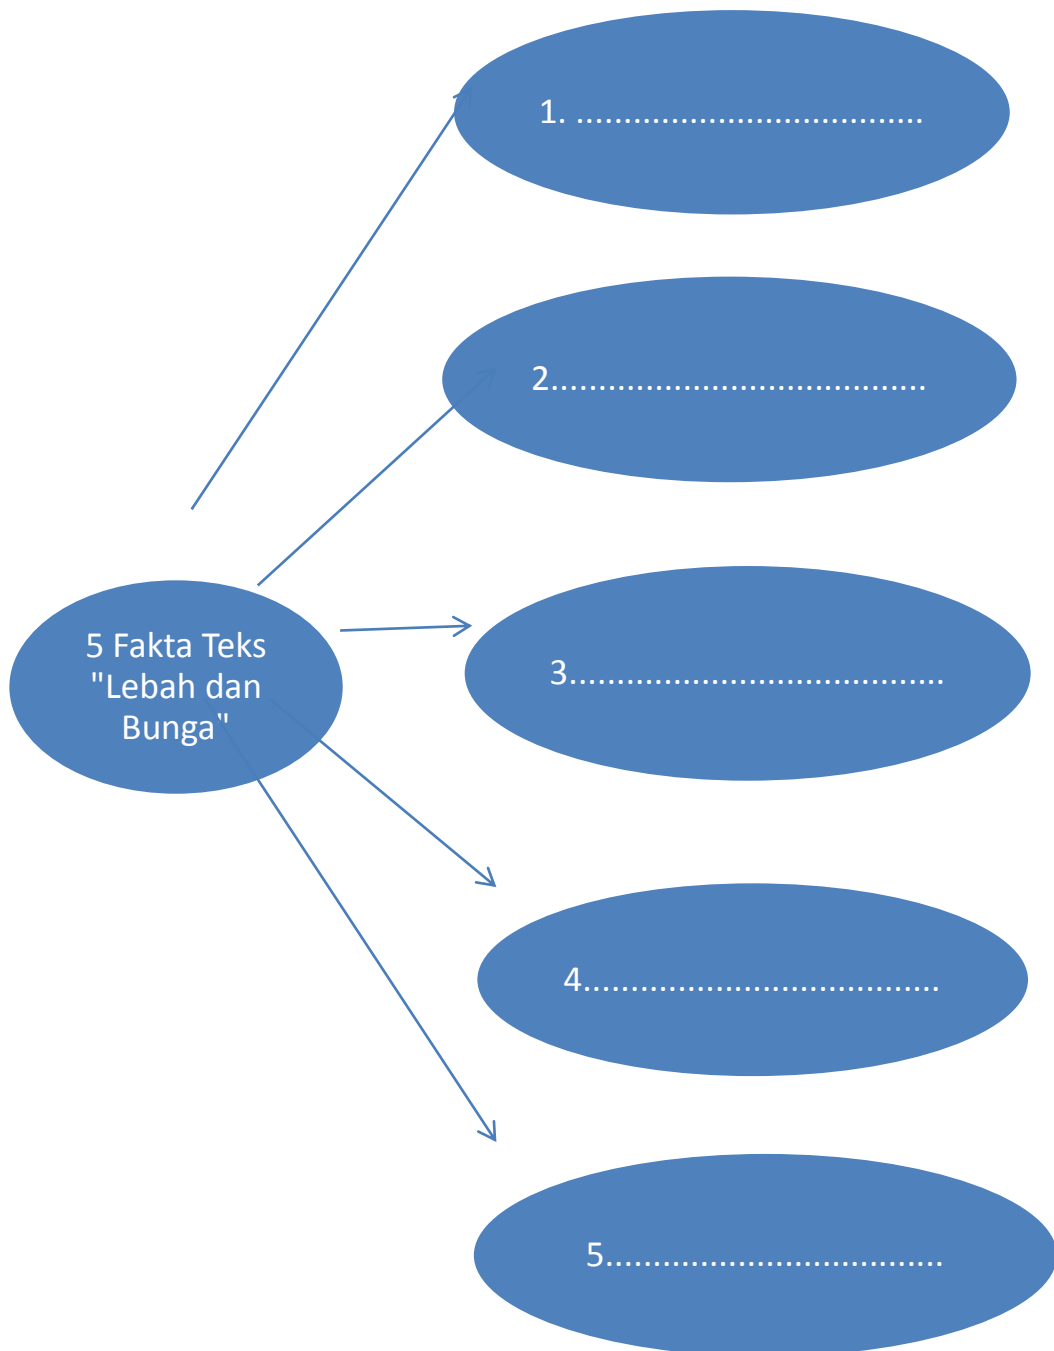 1. ....................................
2.......................................
5 Fakta Teks
"Lebah dan
Bunga"
3.......................................
4.....................................
5...................................